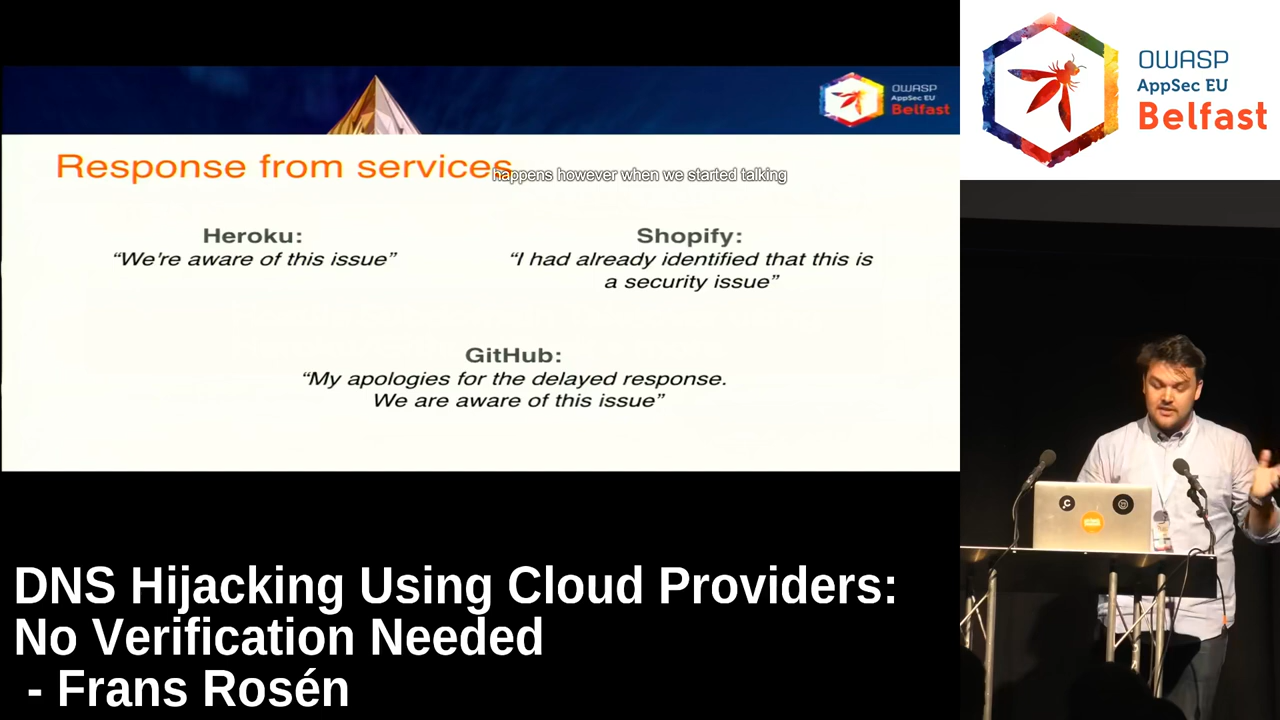 OWASP
AppSec EU
Belfast
OWASP
AppSec EU
Belfast
Response from services
happens however when we started talking
Heroku:
“We're aware of this issue”
Shopify:
“I had already identified that this is
a security issue”
GitHub:
“My apologies for the delayed response.
We are aware of this issue”
DNS Hijacking Using Cloud Providers:
No Verification Needed
- Frans Rosén